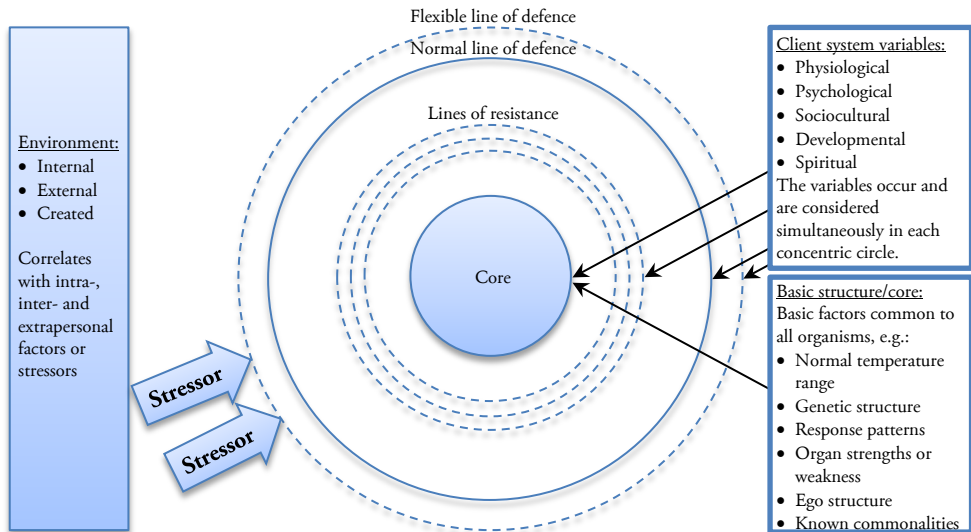 Flexible line of defence
Normal line of defence
Lines of resistance
Core
Environment:
• Internal
• External
• Created
Correlates
with intra-,
inter- and
extrapersonal
factors or
stressors
Stressor
Stressor
Client system variables:
• Physiological
• Psychological
• Sociocultural
• Developmental
• Spiritual
The variables occur and
are considered
simultaneously in each
concentric circle.
Basic structure/core:
Basic factors common to
all organisms, e.g.:
• Normal temperature
range
• Genetic structure
• Response patterns
• Organ strengths or
weakness
• Ego structure
• Known commonalities